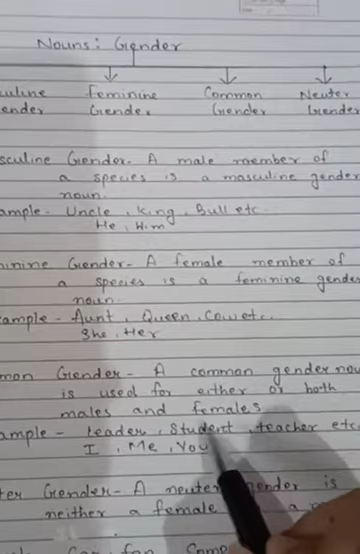 Nouns: Gender
culine Feminine Common Neuter
ender Gender Gender Gender
sculine Gender- A male member of
a species is a masculine gender
noun.
ample- Uncle, King, Bull etc.
He, Him
minine Gender- A female member of
a species is a feminine gender
noun.
ample - Aunt, Queen, Cow etc.
She, Her
mon Gender- A common gender nou
is used for either or both
males and females
ample - leader, Student, teacher etc
I, Me, You
ter Gender- A neuter gender is
neither a female a